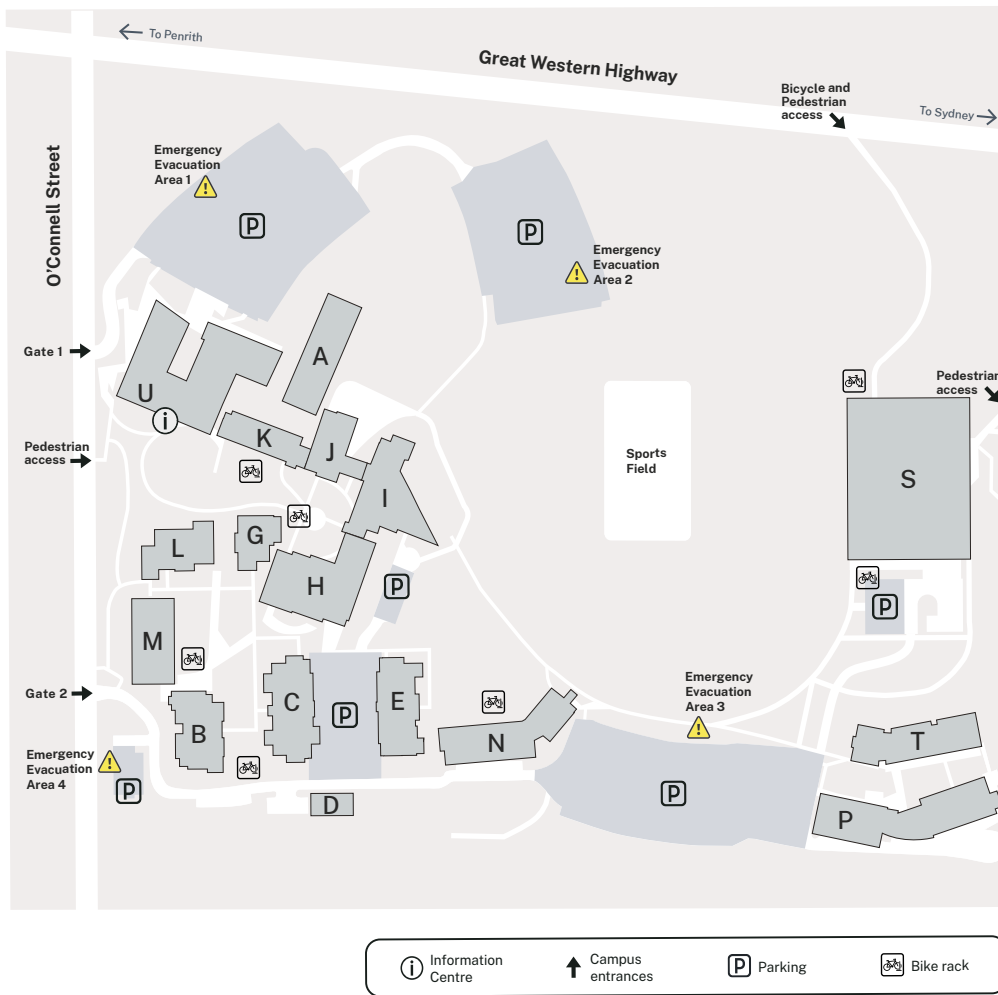 To Penrith
Great Western Highway
Bicycle and
Pedestrian
access
To Sydney
Emergency
Evacuation
Area 1
P
P
Emergency
Evacuation
Area 2
O'Connell Street
Gate 1
A
U
i
K
J
Pedestrian
access
I
Sports
Field
Pedestrian
S
L
G
H
P
P
M
Gate 2
C
P
E
B
N
Emergency
Evacuation
Area 3
T
Emergency
Evacuation
Area 4
P
D
P
P
i Information
Centre
Campus
entrances
P Parking
Bike rack